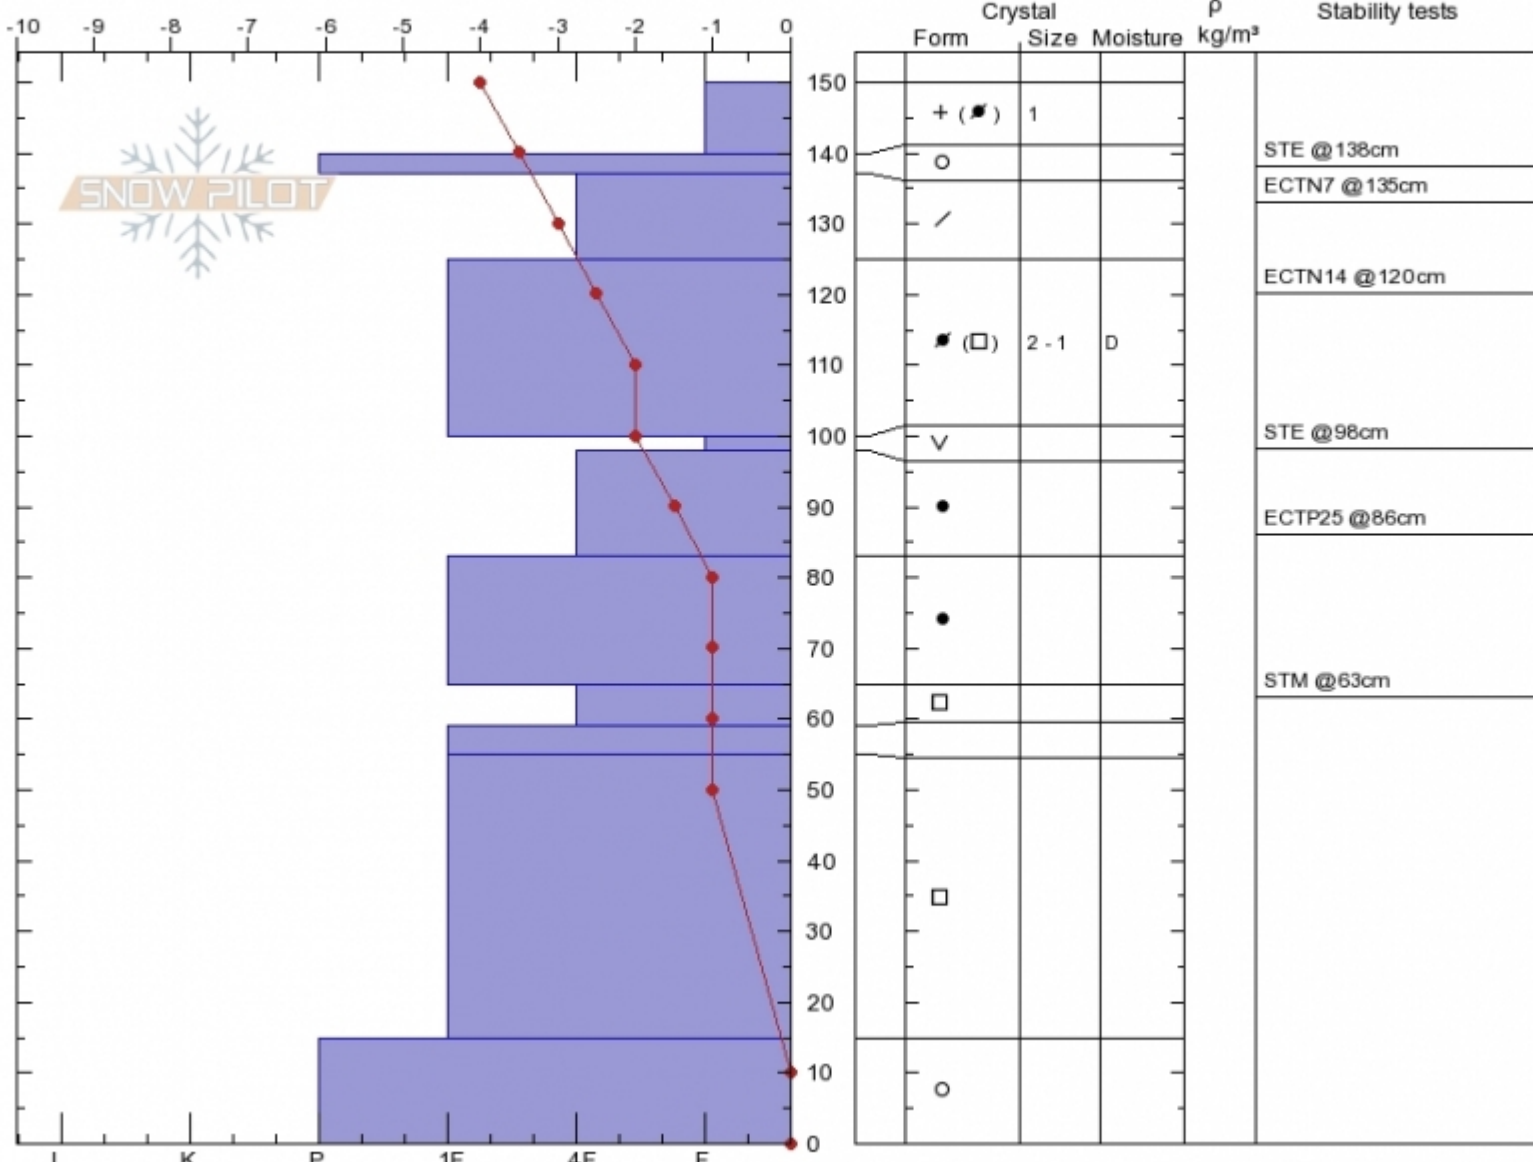 Crystal ρ Stability tests
-10 -9 -8 -7 -6 -5 -4 -3 -2 -1 0 Form Size Moisture kg/m³
150
+ (
) 1
140 STE @138cm
ECTN7 @135cm
SNOW PILOT
130
ECTN14 @120cm
120
( ) 2 - 1 D
110
100 STE @98cm
90 ECTP25 @86cm
80
70
STM @63cm
60
50
40
30
20
10
0